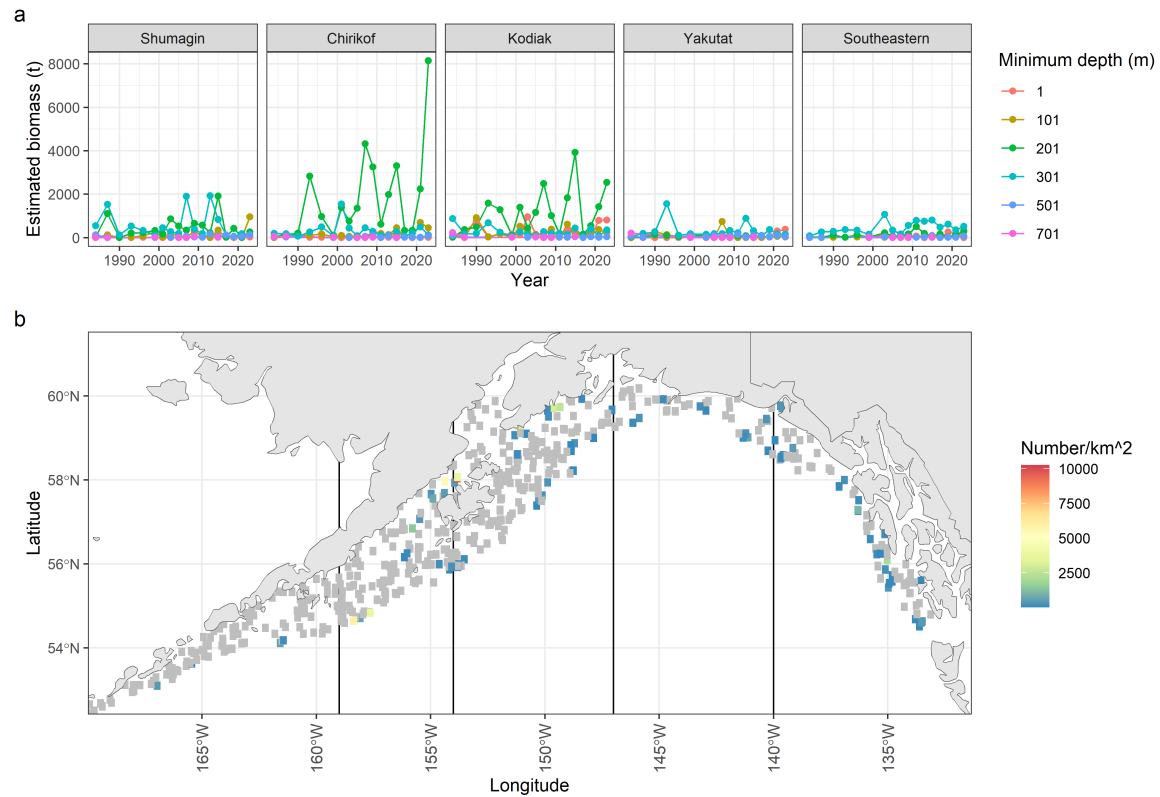 a
Shumagin Chirikof Kodiak Yakutat Southeastern
Estimated biomass (t)
8000
6000
4000
2000
0
1990 2000 2010 2020 1990 2000 2010 2020 1990 2000 2010 2020 1990 2000 2010 2020 1990 2000 2010 2020
Year
Minimum depth (m)
1
101
201
301
501
701
b
Latitude
60°N
58°N
56°N
54°N
165°W 160°W 155°W 150°W 145°W 140°W 135°W
Longitude
Number/km^2
10000
7500
5000
2500